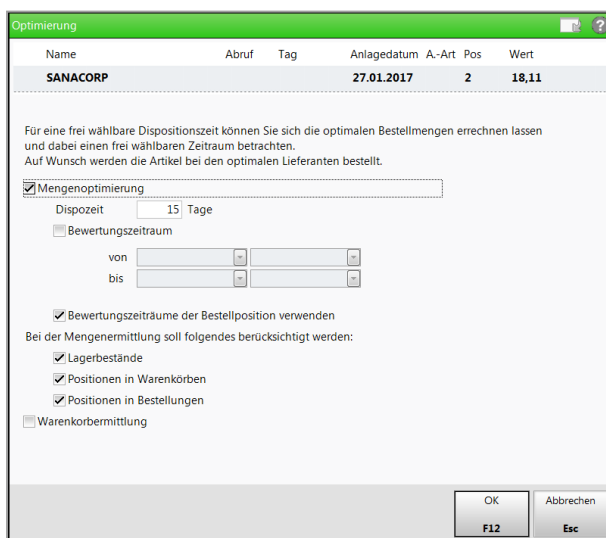 Optimierung
Name Abruf Tag Anlagedatum A.-Art Pos Wert
SANACORP 27.01.2017 2 18,11
Für eine frei wählbare Dispositionszeit können Sie sich die optimalen Bestellmengen errechnen lassen
und dabei einen frei wählbaren Zeitraum betrachten.
Auf Wunsch werden die Artikel bei den optimalen Lieferanten bestellt.
Mengenoptimierung
Dispozeit 15 Tage
Bewertungszeitraum
von
bis
Bewertungszeiträume der Bestellposition verwenden
Bei der Mengenermittlung soll folgendes berücksichtigt werden:
Lagerbestände
Positionen in Warenkörben
Positionen in Bestellungen
Warenkorbermittlung
OK Abbrechen
F12 Esc